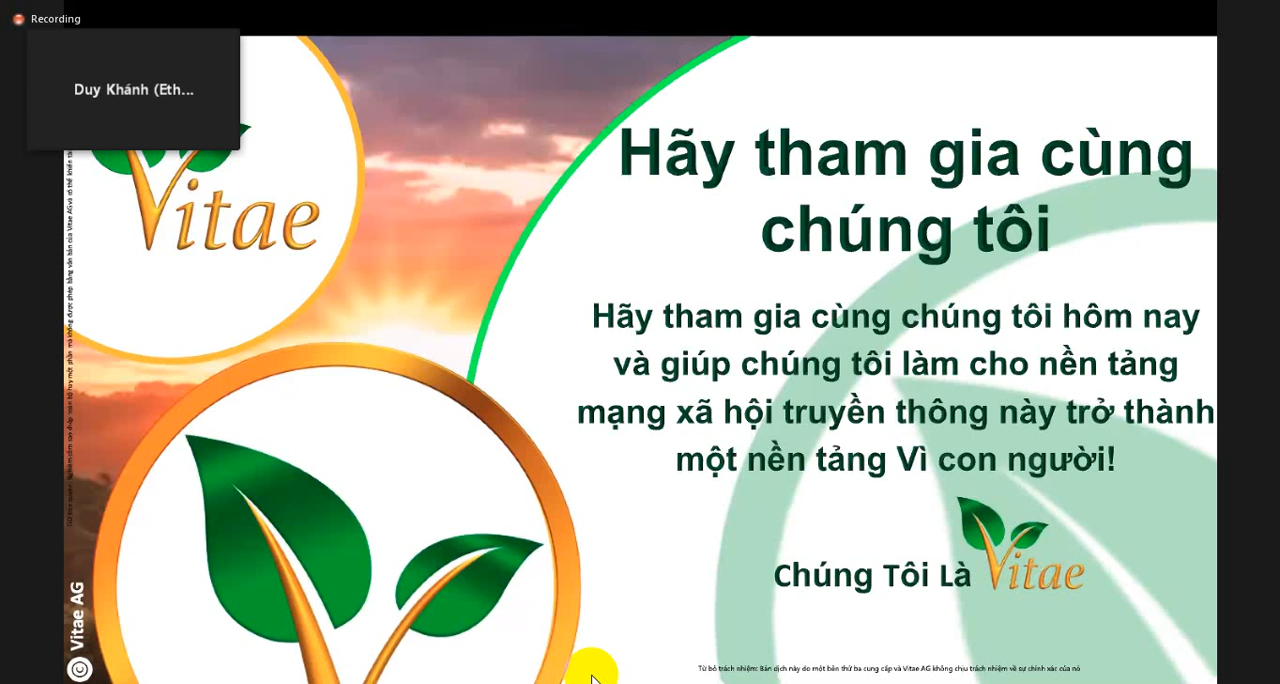 Recording
Duy Khánh (Eth...
Vitae
Hãy tham gia cùng
chúng tôi
Hãy tham gia cùng chúng tôi hôm nay
và giúp chúng tôi làm cho nền tảng
mạng xã hội truyền thông này trở thành
một nền tảng Vì con người!
Chúng Tôi Là Vitae
© Vitae AG
Từ bỏ trách nhiệm: Bản dịch này do một bên thứ ba cung cấp và Vitae AG không chịu trách nhiệm về sự chính xác của nó